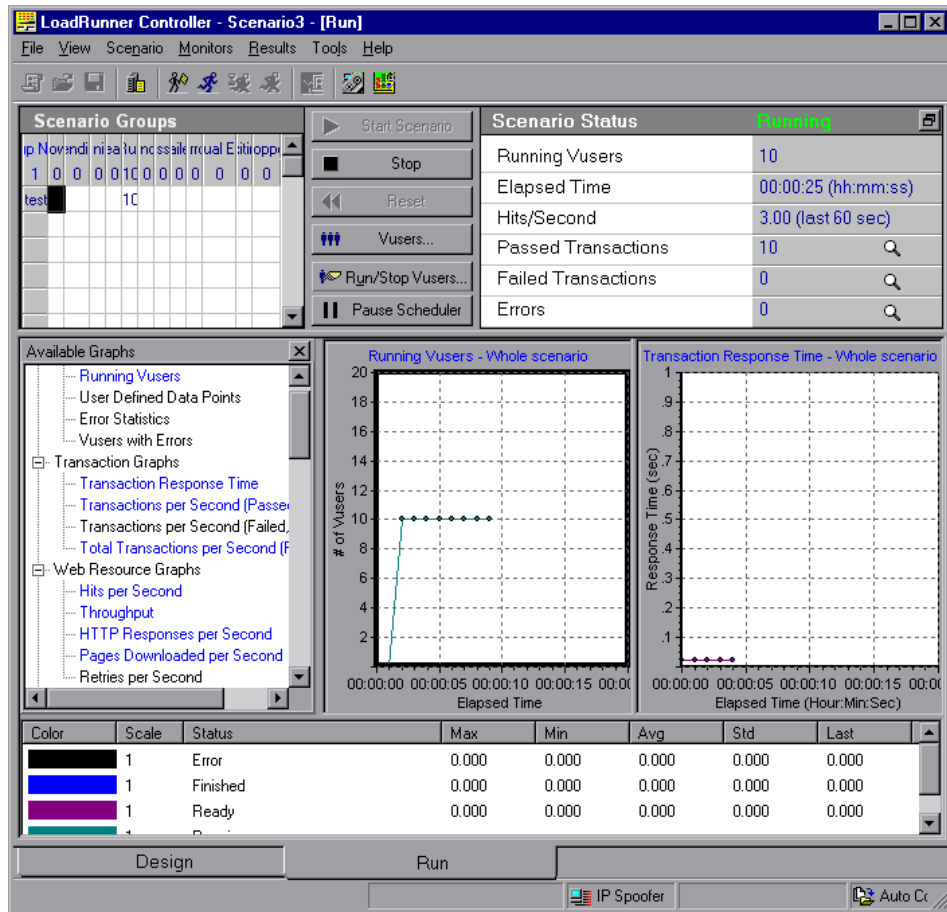 LoadRunner Controller - Scenario3 - [Run]
File View Scenario Monitors Results Tools Help
Scenario Groups
1 0 0 0 0 10 0 0 0 0 0 0 0
test 10
Start Scenario
Stop
Reset
Vusers...
Run/Stop Vusers...
Pause Scheduler
Scenario Status Running
Running Vusers 10
Elapsed Time 00:00:25 (hh:mm:ss)
Hits/Second 3.00 (last 60 sec)
Passed Transactions 10
Failed Transactions 0
Errors 0
Available Graphs
Running Vusers
User Defined Data Points
Error Statistics
Vusers with Errors
Transaction Graphs
Transaction Response Time
Transactions per Second (Passe
Transactions per Second (Failed,
Total Transactions per Second (F
Web Resource Graphs
Hits per Second
Throughput
HTTP Responses per Second
Pages Downloaded per Second
Retries per Second
Running Vusers - Whole scenario
# of Vusers
20
18
16
14
12
10
8
6
4
2
00:00:00 00:00:05 00:00:10 00:00:15 00:00
Elapsed Time
Transaction Response Time - Whole scenario
Response Time (sec)
1
.9
.8
.7
.6
.5
.4
.3
.2
.1
00:00:00 00:00:05 00:00:10 00:00:15 00:00
Elapsed Time (Hour:Min:Sec)
Color Scale Status Max Min Avg Std Last
1 Error 0.000 0.000 0.000 0.000 0.000
1 Finished 0.000 0.000 0.000 0.000 0.000
1 Ready 0.000 0.000 0.000 0.000 0.000
Design Run
IP Spoofer Auto Co